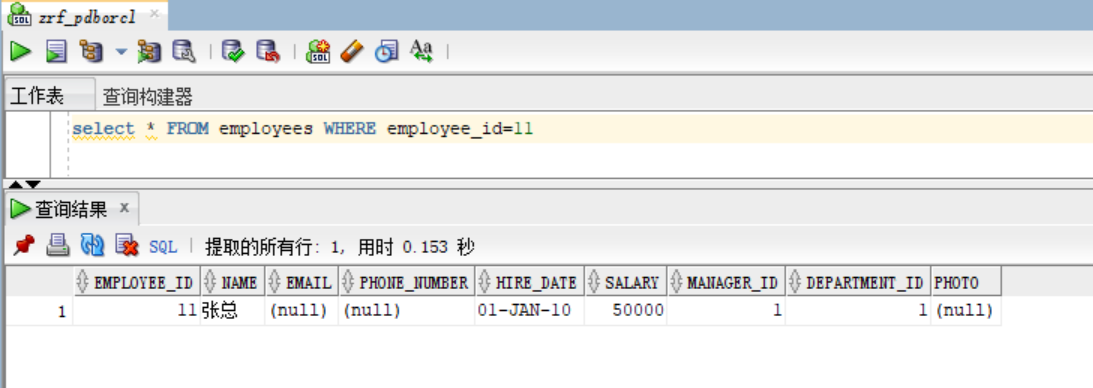 zrf_pdborcl
工作表 查询构建器
select * FROM employees WHERE employee_id=11
查询结果 x
SQL | 提取的所有行: 1, 用时 0.153 秒
EMPLOYEE_ID NAME EMAIL PHONE_NUMBER HIRE_DATE SALARY MANAGER_ID DEPARTMENT_ID PHOTO
1 11 张总 (null) (null) 01-JAN-10 50000 1 1 (null)